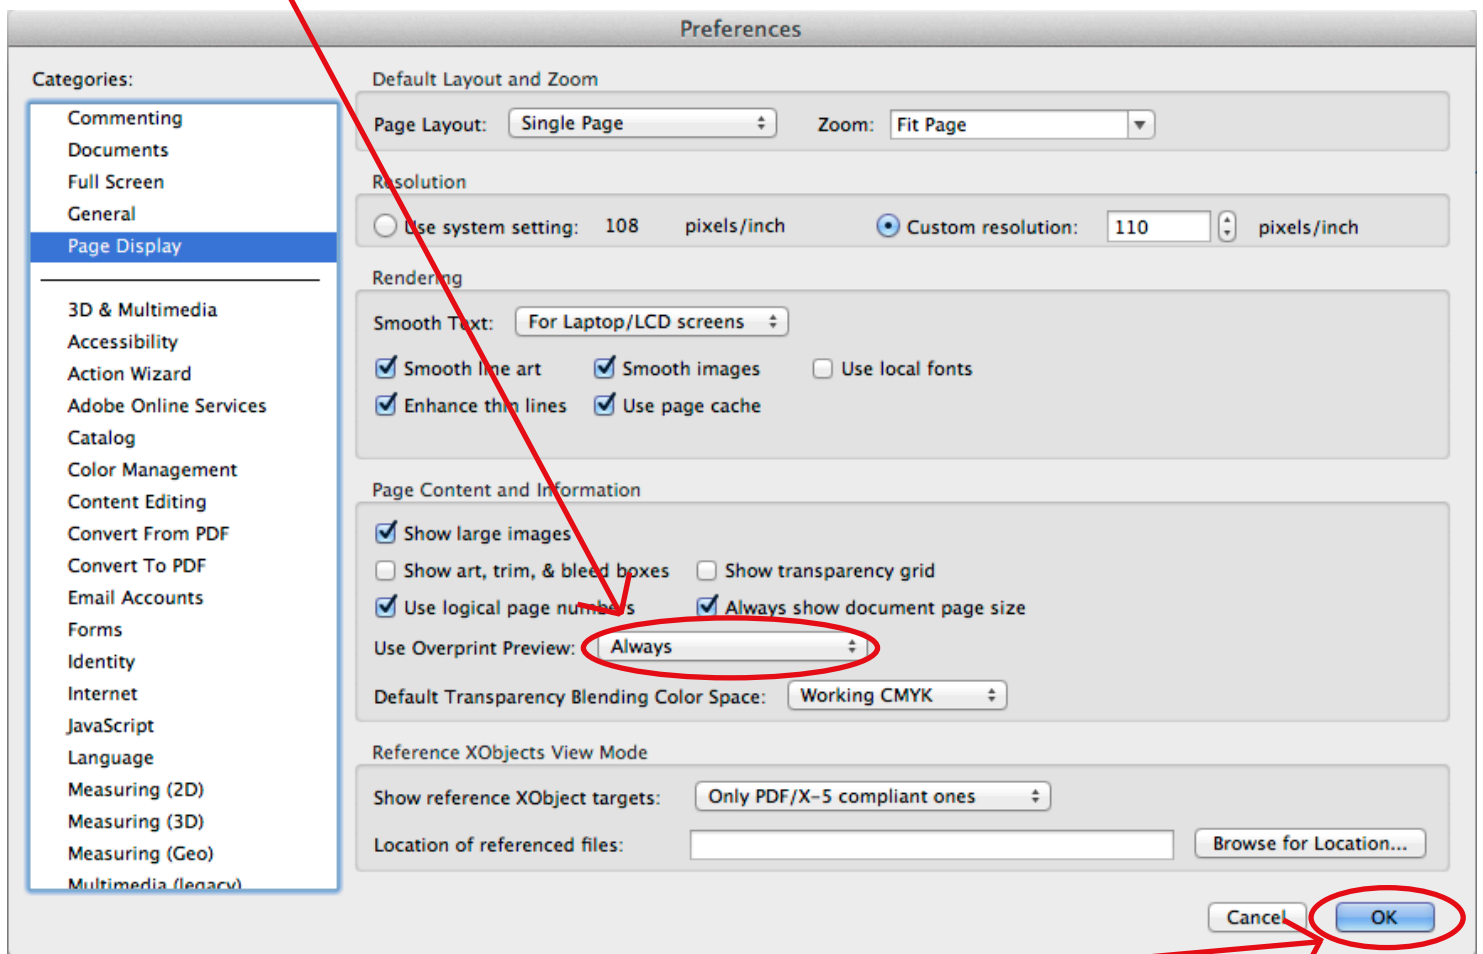 Preferences
Categories:
Commenting
Documents
Full Screen
General
Page Display
3D & Multimedia
Accessibility
Action Wizard
Adobe Online Services
Catalog
Color Management
Content Editing
Convert From PDF
Convert To PDF
Email Accounts
Forms
Identity
Internet
JavaScript
Language
Measuring (2D)
Measuring (3D)
Measuring (Geo)
Multimedia (legacy)
Default Layout and Zoom
Page Layout: Single Page Zoom: Fit Page
Resolution
Use system setting: 108 pixels/inch Custom resolution: 110 pixels/inch
Rendering
Smooth Text: For Laptop/LCD screens
Smooth line art Smooth images Use local fonts
Enhance thin lines Use page cache
Page Content and Information
Show large images
Show art, trim, & bleed boxes Show transparency grid
Use logical page numbers Always show document page size
Use Overprint Preview: Always
Default Transparency Blending Color Space: Working CMYK
Reference XObjects View Mode
Show reference XObject targets: Only PDF/X-5 compliant ones
Location of referenced files: Browse for Location...
Cancel OK